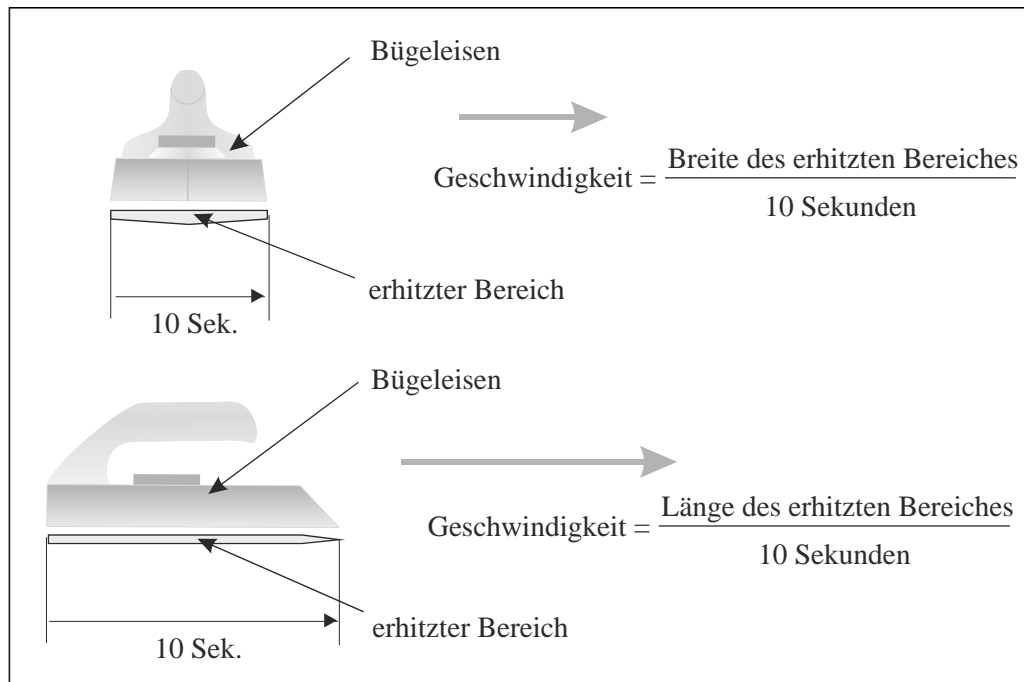 Bügeleisen
Geschwindigkeit = Breite des erhitzten Bereiches
10 Sekunden
erhitzter Bereich
10 Sek.
Bügeleisen
Geschwindigkeit = Länge des erhitzten Bereiches
10 Sekunden
erhitzter Bereich
10 Sek.